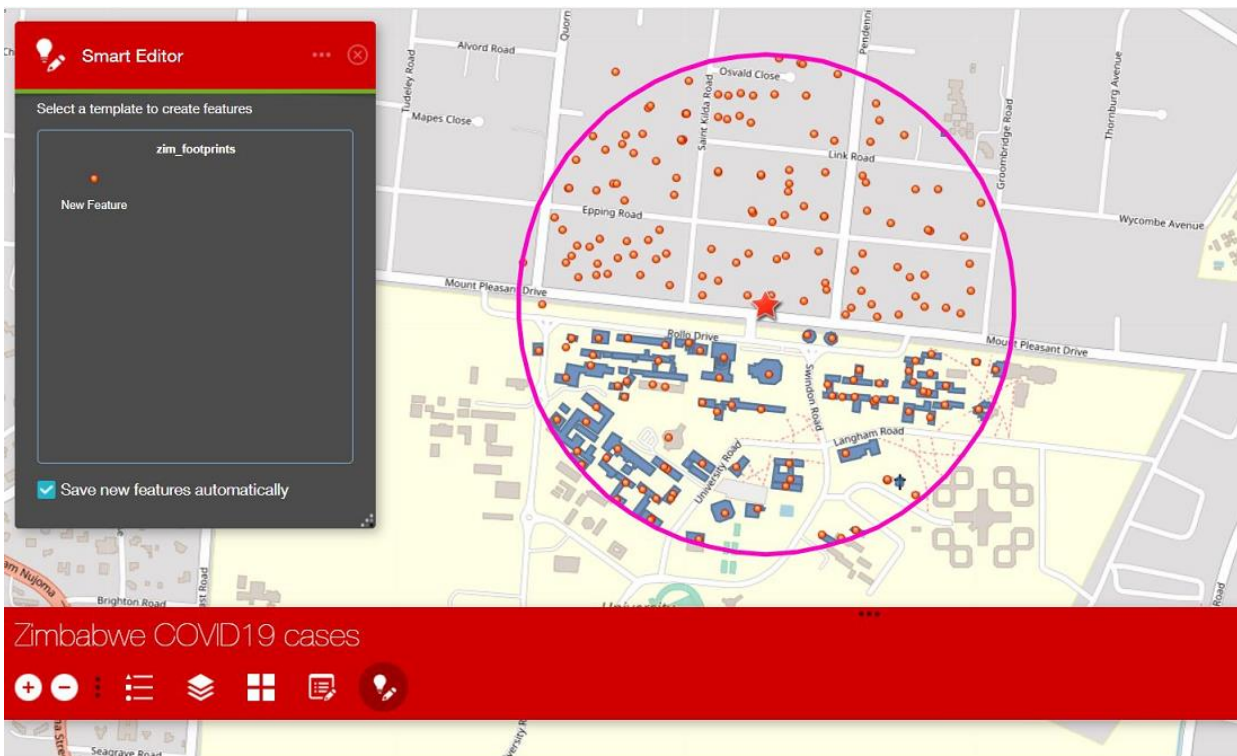 Smart Editor
Select a template to create features
zim_footprints
New Feature
Save new features automatically
Alvord Road
Tudeley Road
Mapes Close
Osvald Close
Saint Kilda Road
Link Road
Groombridge Road
Thornburg Avenue
Wycombe Avenue
Epping Road
Mount Pleasant Drive
Rollo Drive
Mount Pleasant Drive
Swindon Road
Langham Road
University Road
Brighton Road
University
Road
Zimbabwe COVID19 cases
Seagrave Road